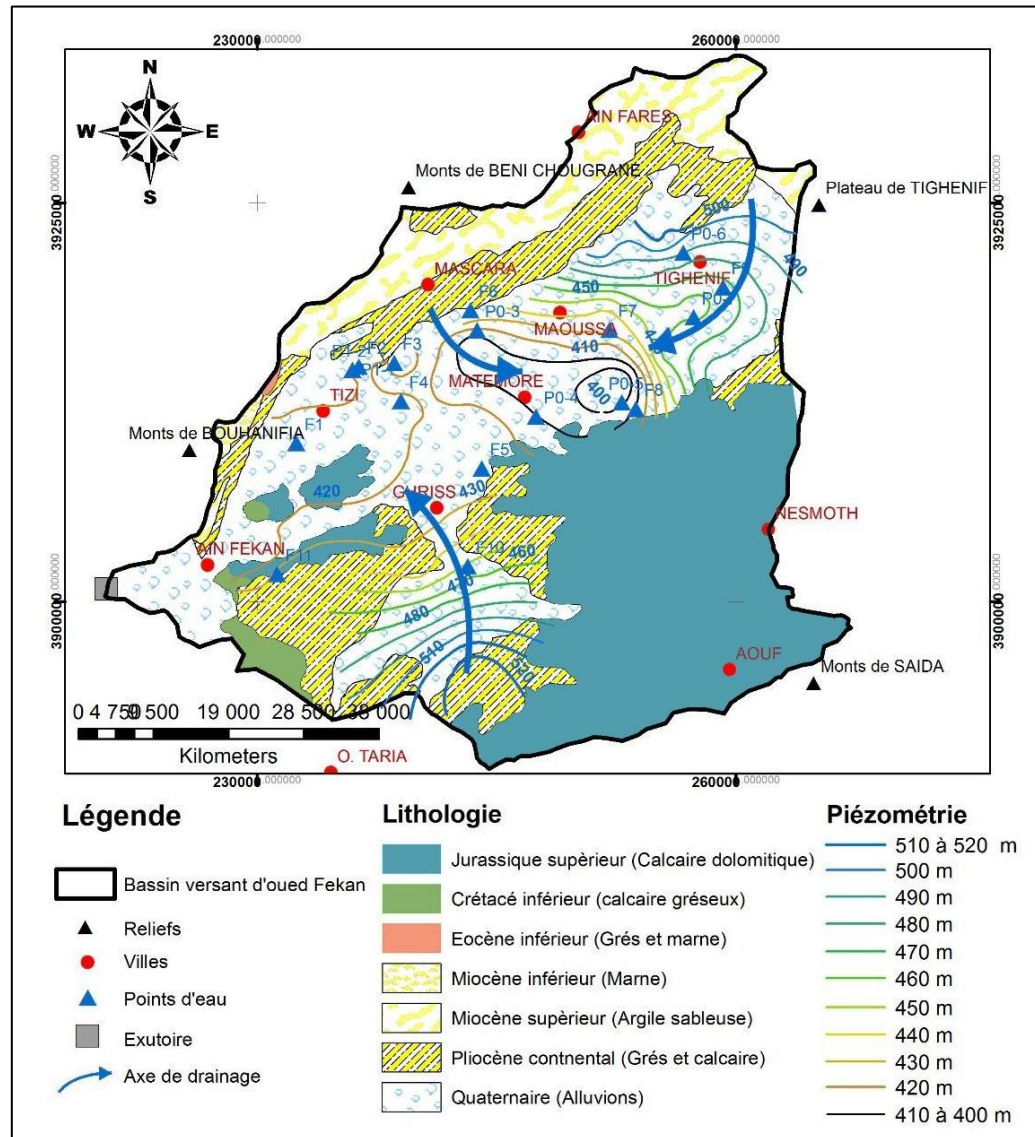 230000.000000
260000.000000
N
W E
S
AIN FARES
Monts de BENI CHOUGRANE
Plateau de TIGHENIF
3925000.000000
3925000.000000
500
P0-6
490
MASCARA
TIGHENIF
450
F6
P0-3
MAOUSSA
F7
410
F3
MATEMORE
400
P0-5
F8
TIZI
F4
P0-4
F1
Monts de BOUHANIFIA
F5
420
GHRISS
430
NESMOTH
AIN FEKAN
F11
F10
460
470
480
3900000.000000
3900000.000000
510
520
AOUF
Monts de SAIDA
0 4 750 9 500 19 000 28 500 38 000
Kilometers
O. TARIA
230000.000000
260000.000000
Légende
Bassin versant d'oued Fekan
Reliefs
Villes
Points d'eau
Exutoire
Axe de drainage
Lithologie
Jurassique supèrieur (Calcaire dolomitique)
Crétacé inférieur (calcaire gréseux)
Eocène inférieur (Grés et marne)
Miocène inférieur (Marne)
Miocène supèrieur (Argile sableuse)
Pliocène contnental (Grés et calcaire)
Quaternaire (Alluvions)
Piézométrie
510 à 520 m
500 m
490 m
480 m
470 m
460 m
450 m
440 m
430 m
420 m
410 à 400 m